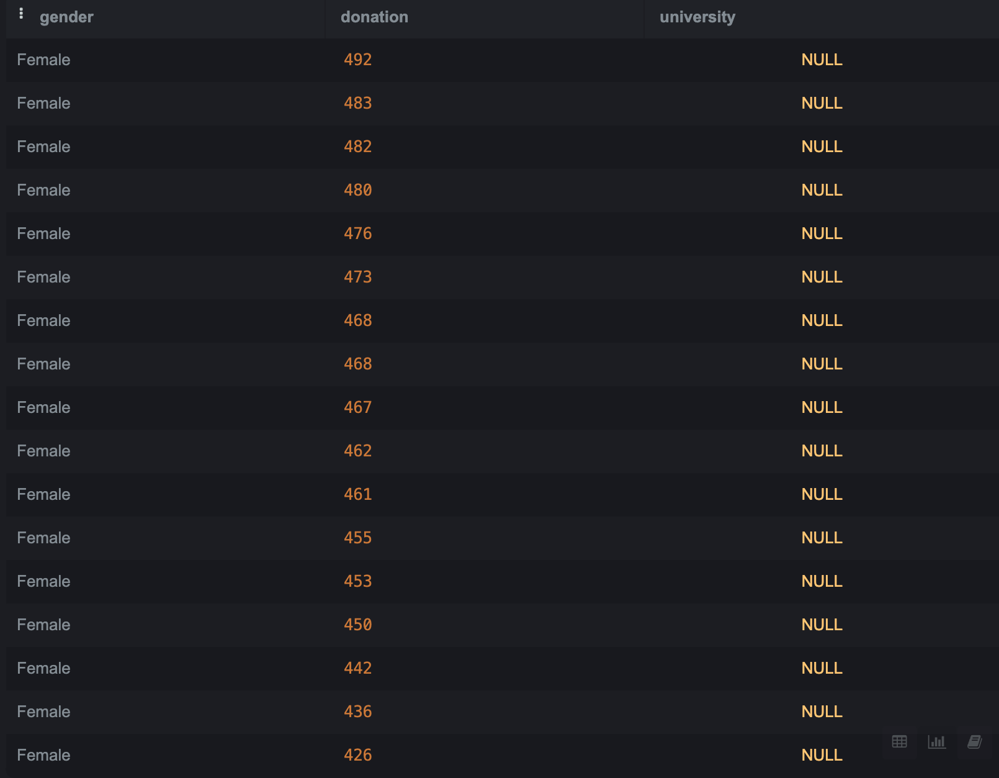 gender donation university
Female 492 NULL
Female 483 NULL
Female 482 NULL
Female 480 NULL
Female 476 NULL
Female 473 NULL
Female 468 NULL
Female 468 NULL
Female 467 NULL
Female 462 NULL
Female 461 NULL
Female 455 NULL
Female 453 NULL
Female 450 NULL
Female 442 NULL
Female 436 NULL
Female 426 NULL